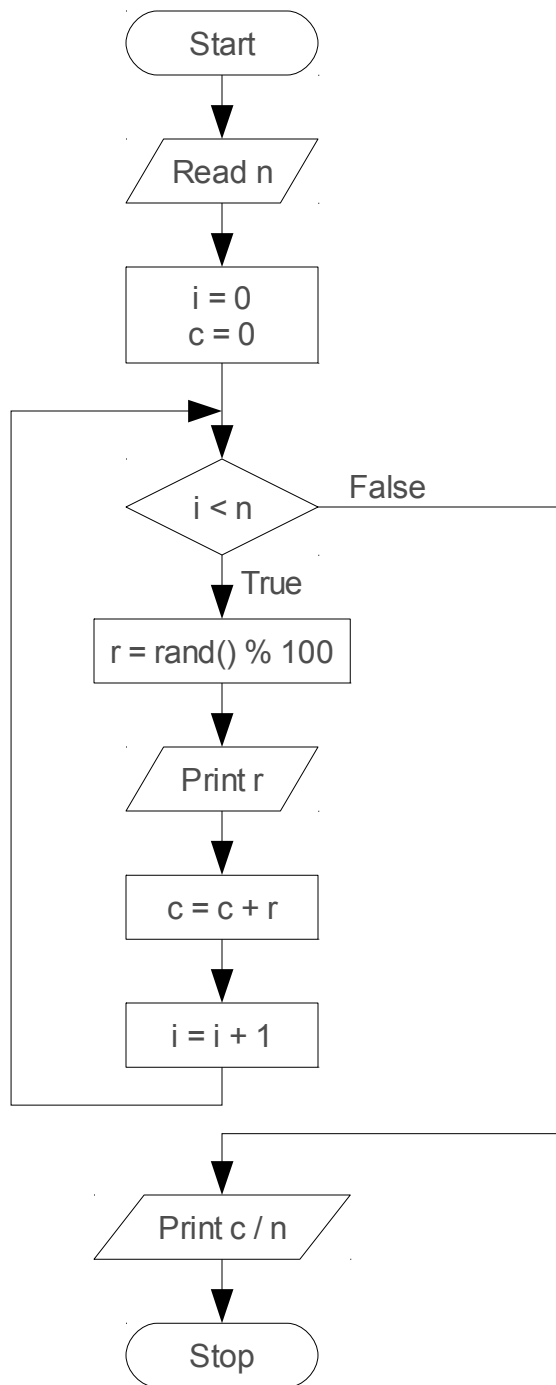 Start
Read n
i = 0
c = 0
i < n
False
True
r = rand() % 100
Print r
c = c + r
i = i + 1
Print c / n
Stop